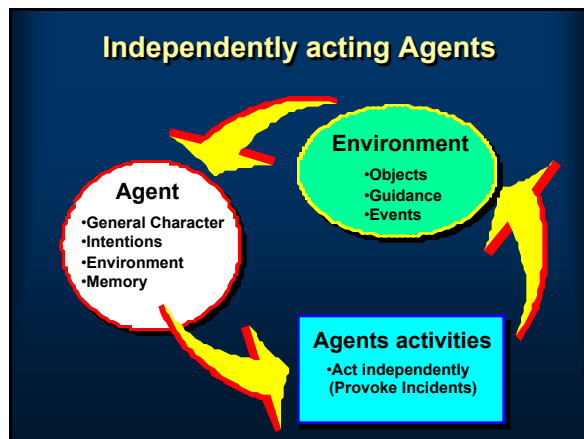 Independently acting Agents
Environment
•Objects
•Guidance
•Events
Agent
•General Character
•Intentions
•Environment
•Memory
Agents activities
•Act independently
(Provoke Incidents)